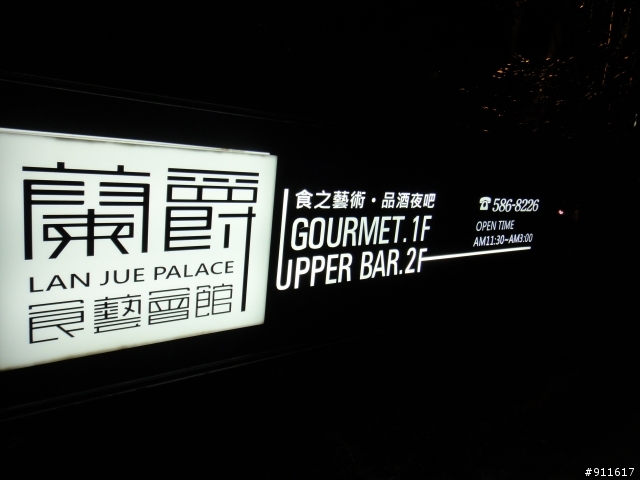 蘭爵
LAN JUE PALACE
食藝會館
食之藝術・品酒夜吧
GOURMET.1F
UPPER BAR.2F
☎586-8226
OPEN TIME
AM11:30~AM3:00
#911617